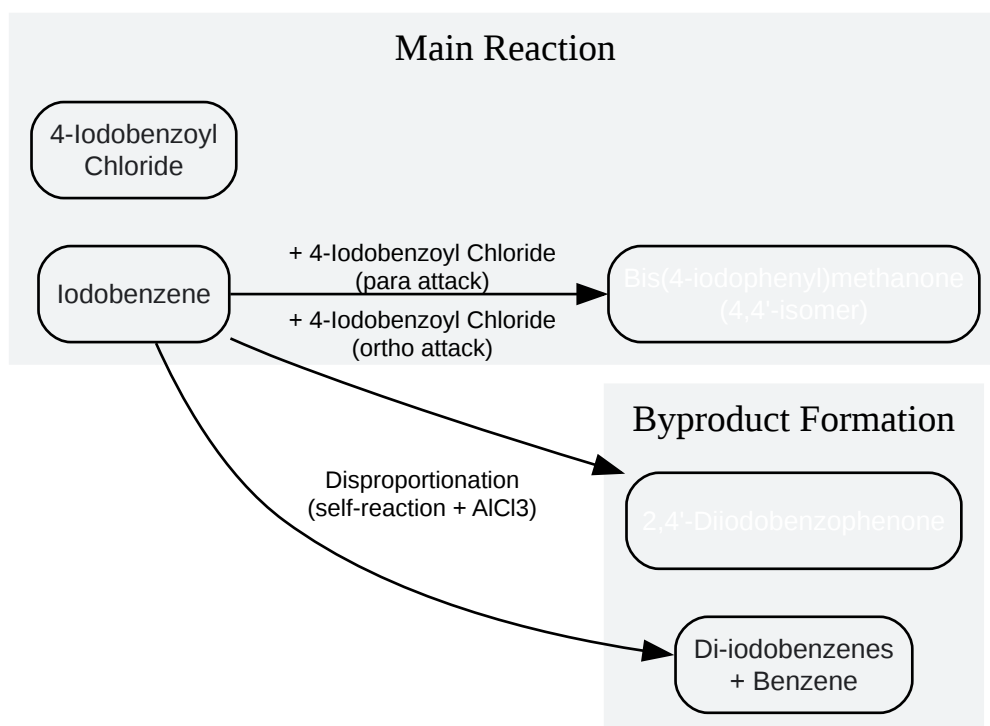 Main Reaction
4-Iodobenzoyl
Chloride
Iodobenzene
+ 4-Iodobenzoyl Chloride
(para attack)
+ 4-Iodobenzoyl Chloride
(ortho attack)
Bis(4-iodophenyl)methanone
(4,4'-isomer)
Byproduct Formation
Disproportionation
(self-reaction + AlCl3)
2,4'-Diiodobenzophenone
Di-iodobenzenes
+ Benzene